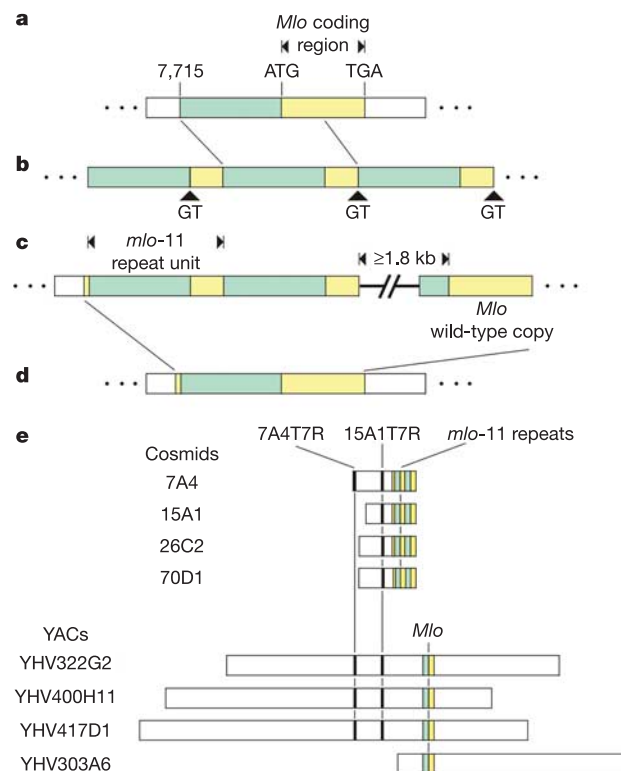 a
Mlo coding
region
7,715 ATG TGA
b
GT GT GT
c
mlo-11
repeat unit
≥1.8 kb
Mlo
wild-type copy
d
e
7A4T7R 15A1T7R mlo-11 repeats
Cosmids
7A4
15A1
26C2
70D1
YACs
Mlo
YHV322G2
YHV400H11
YHV417D1
YHV303A6